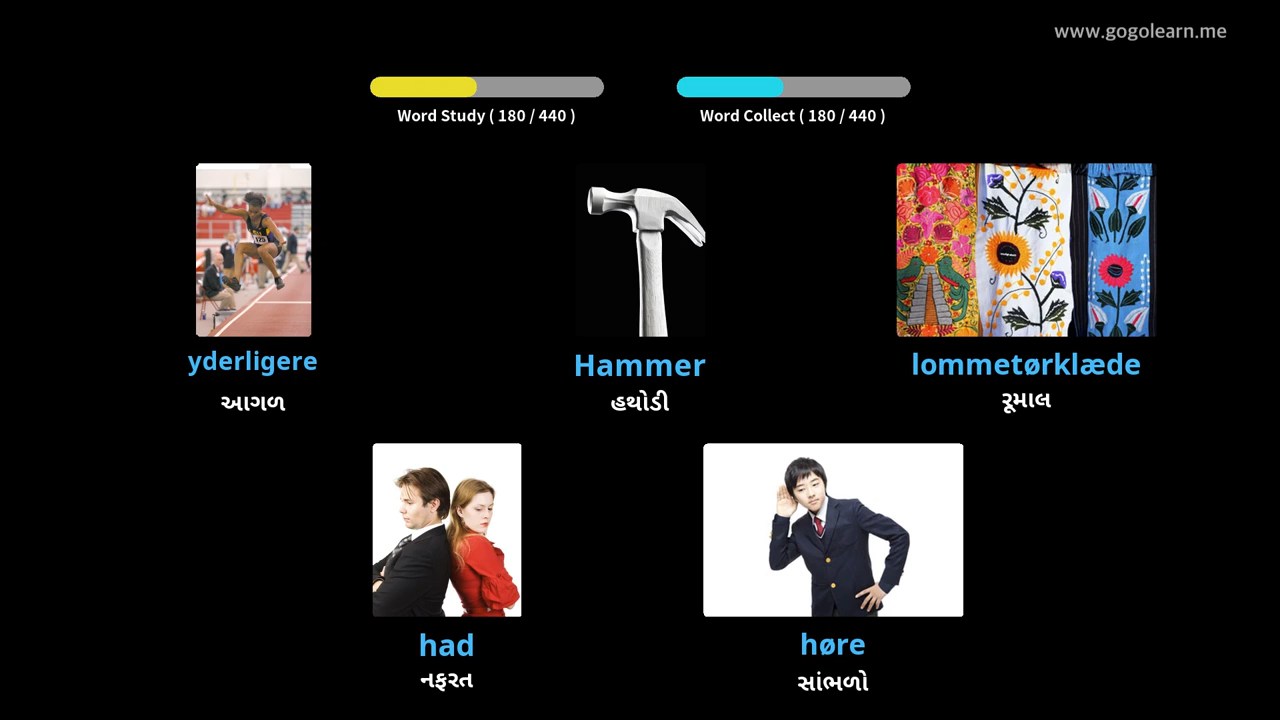 www.gogolearn.me
Word Study ( 180 / 440 )
Word Collect ( 180 / 440 )
yderligere
આગળ
Hammer
હથોડી
lommetørklæde
રૂમાલ
had
નફરત
høre
સાંભળો